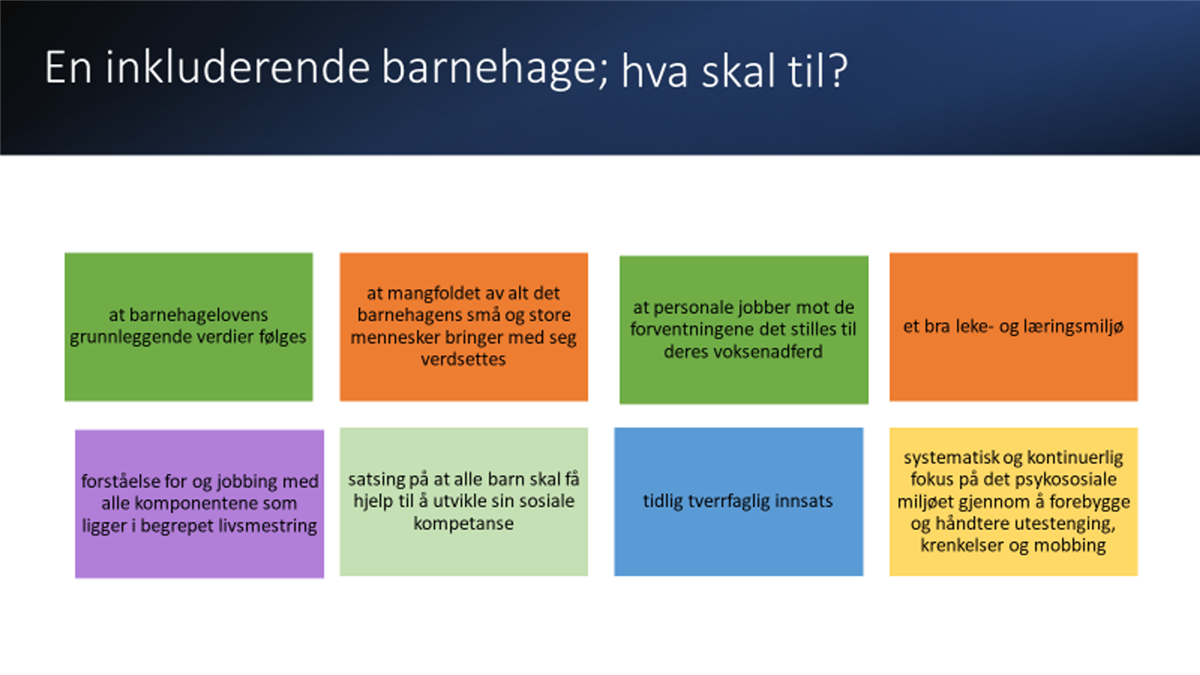 En inkluderende barnehage; hva skal til?
at barnehagelovens
grunnleggende verdier følges
at mangfoldet av alt det
barnehagens små og store
mennesker bringer med seg
verdsettes
at personale jobber mot de
forventningene det stilles til
deres voksenadferd
et bra leke- og læringsmiljø
forståelse for og jobbing med
alle komponentene som
ligger i begrepet livsmestring
satsing på at alle barn skal få
hjelp til å utvikle sin sosiale
kompetanse
tidlig tverrfaglig innsats
systematisk og kontinuerlig
fokus på det psykososiale
miljøet gjennom å forebygge
og håndtere utestenging,
krenkelser og mobbing